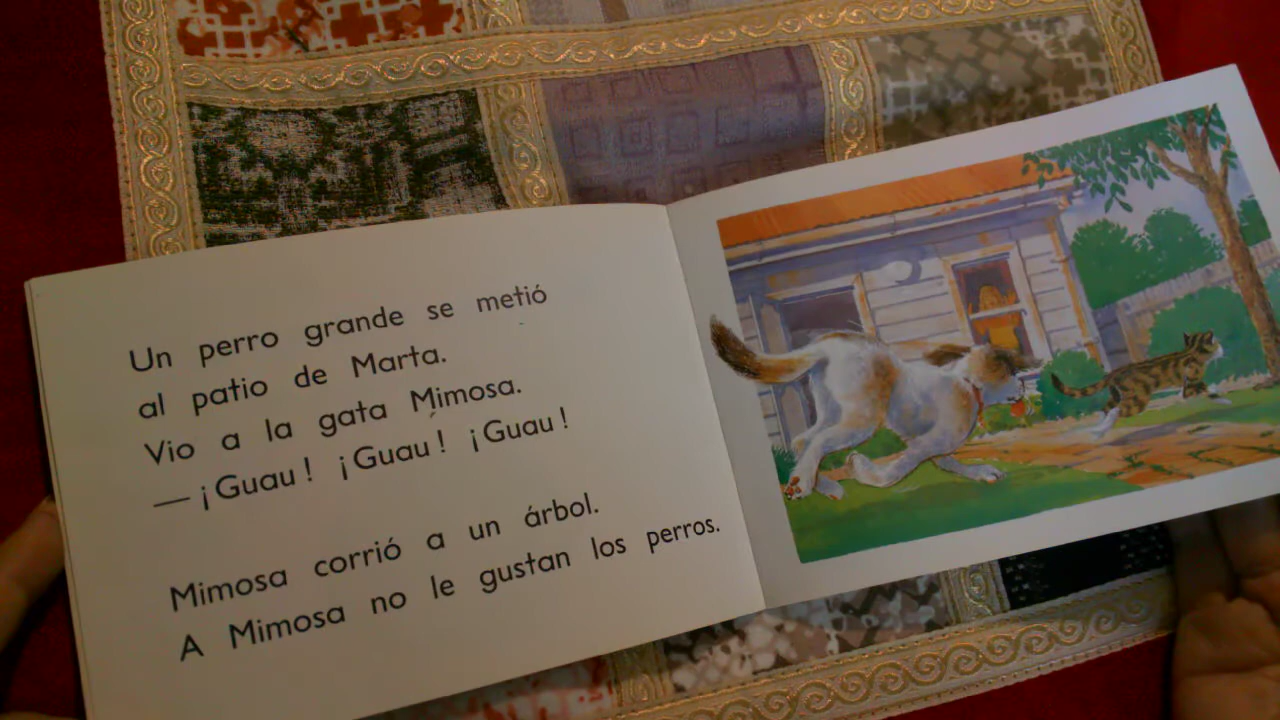 Un perro grande se metió
al patio de Marta.
Vio a la gata Mimosa.
— ¡Guau! ¡Guau! ¡Guau!
Mimosa corrió a un árbol.
A Mimosa no le gustan los perros.